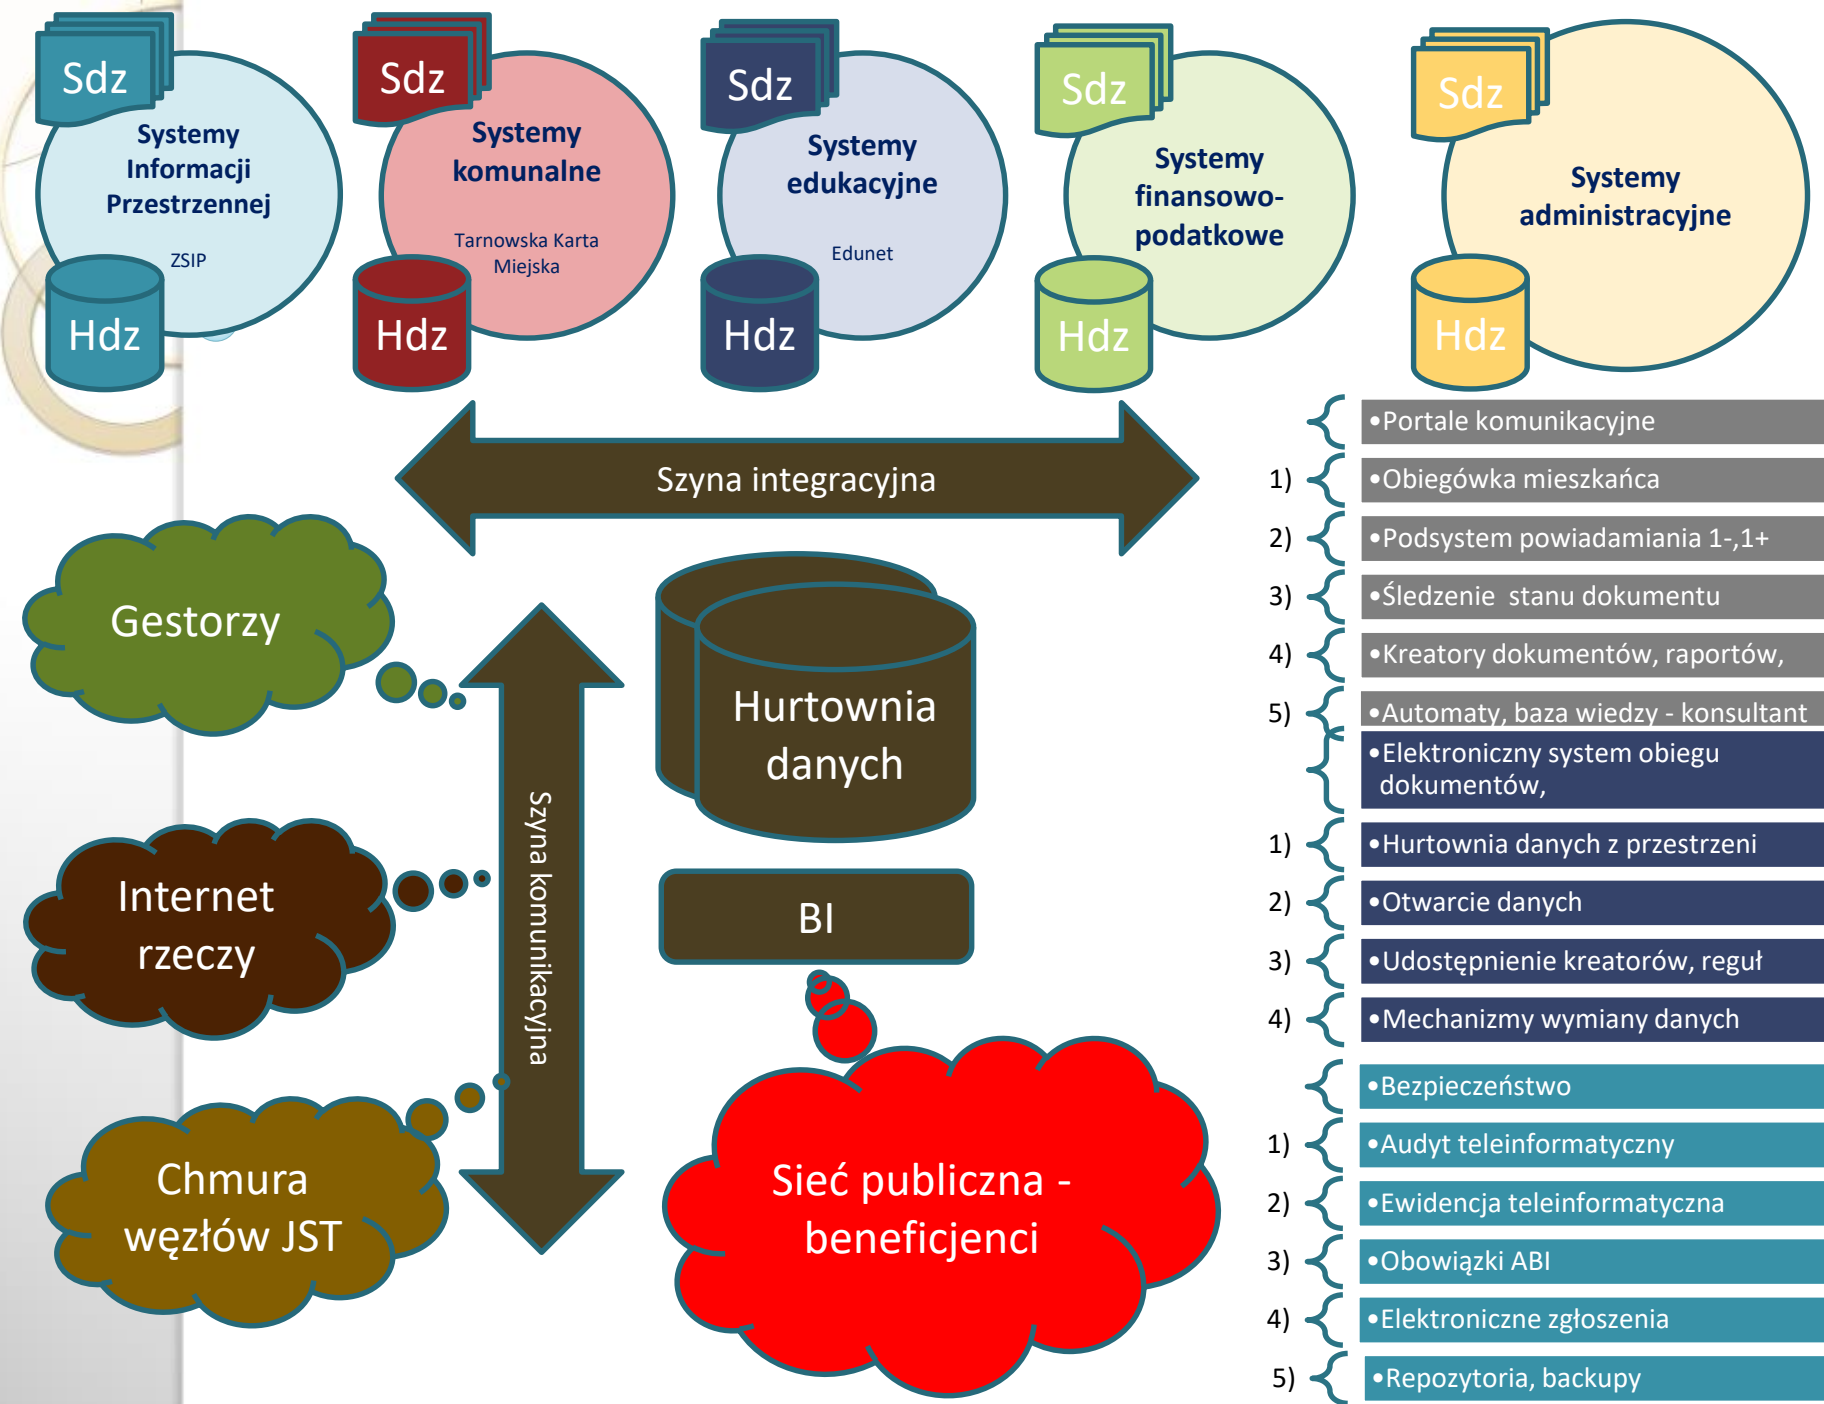 Sdz
Systemy
Informacji
Przestrzennej
ZSIP
Hdz
Sdz
Systemy
komunalne
Tarnowska Karta
Miejska
Hdz
Sdz
Systemy
edukacyjne
Edunet
Hdz
Sdz
Systemy
finansowo-
podatkowe
Hdz
Sdz
Systemy
administracyjne
Hdz
Szyna integracyjna
Gestorzy
Internet
rzeczy
Chmura
węzłów JST
Szyna komunikacyjna
Hurtownia
danych
BI
Sieć publiczna -
beneficjenci
•Portale komunikacyjne
1) •Obiegówka mieszkańca
2) •Podsystem powiadamiania 1-,1+
3) •Śledzenie  stanu dokumentu
4) •Kreatory dokumentów, raportów,
5) •Automaty, baza wiedzy - konsultant
•Elektroniczny system obiegu
dokumentów,
1) •Hurtownia danych z przestrzeni
2) •Otwarcie danych
3) •Udostępnienie kreatorów, reguł
4) •Mechanizmy wymiany danych
•Bezpieczeństwo
1) •Audyt teleinformatyczny
2) •Ewidencja teleinformatyczna
3) •Obowiązki ABI
4) •Elektroniczne zgłoszenia
5) •Repozytoria, backupy